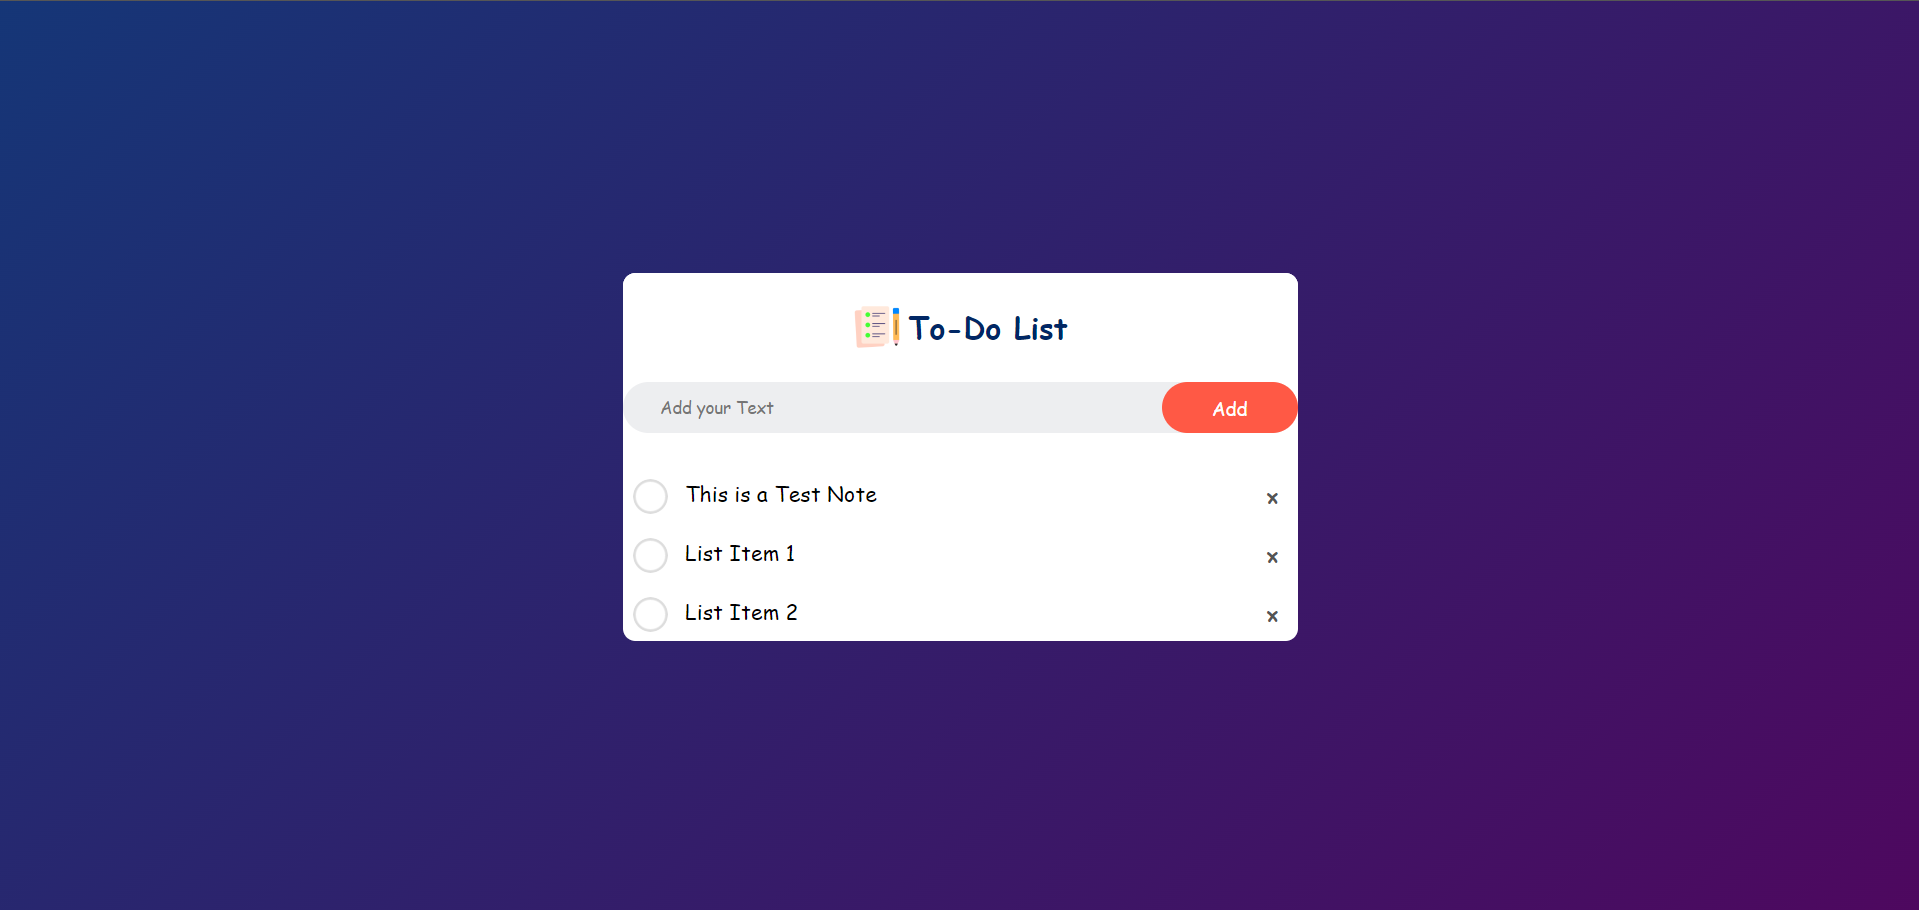 To-Do List
Add your Text
Add
This is a Test Note
x
List Item 1
x
List Item 2
x